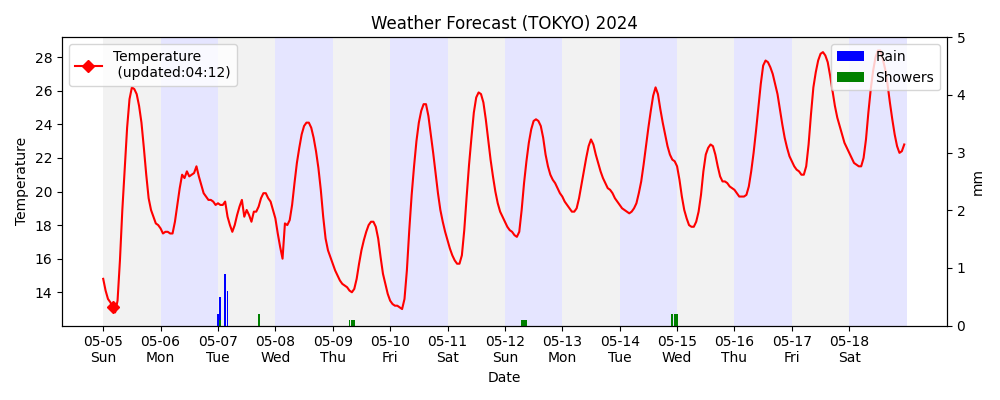 Weather Forecast (TOKYO) 2024
Temperature
(updated:04:12)
Rain
Showers
Temperature
28
26
24
22
20
18
16
14
5
4
3
2
1
0
mm
05-05 05-06 05-07 05-08 05-09 05-10 05-11 05-12 05-13 05-14 05-15 05-16 05-17 05-18
Sun Mon Tue Wed Thu Fri Sat Sun Mon Tue Wed Thu Fri Sat
Date